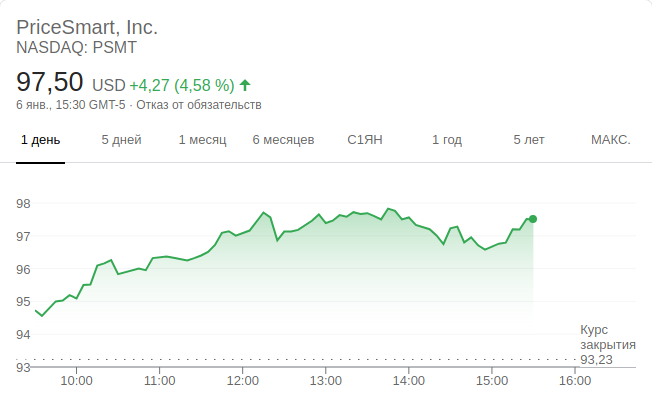 PriceSmart, Inc.
NASDAQ: PSMT
97,50 USD +4,27 (4,58 %)
6 янв., 15:30 GMT-5 · Отказ от обязательств
1 день 5 дней 1 месяц 6 месяцев С1ЯН 1 год 5 лет МАКС.
98
97
96
95
94
Курс
закрытия
93,23
93
10:00 11:00 12:00 13:00 14:00 15:00 16:00